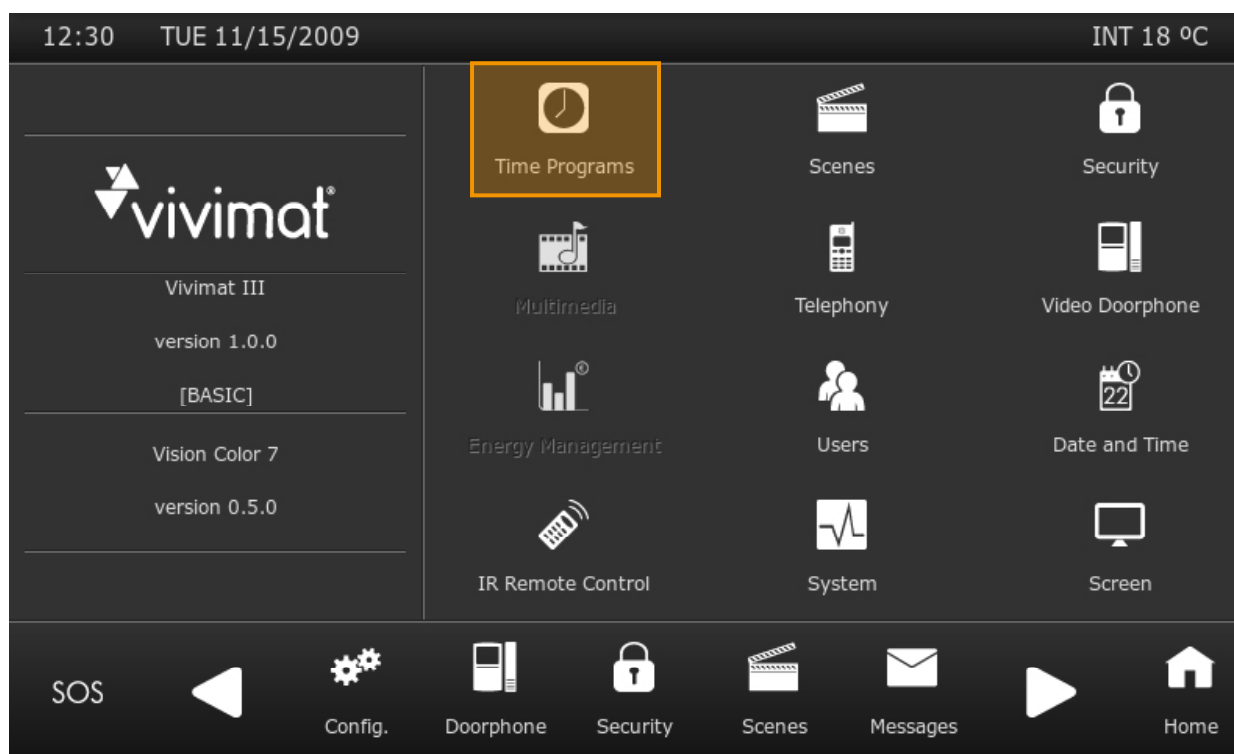 12:30 TUE 11/15/2009 INT 18 ºC
vivimat
Vivimat III
version 1.0.0
[BASIC]
Vision Color 7
version 0.5.0
Time Programs Scenes Security
Multimedia Telephony Video Doorphone
22
Energy Management Users Date and Time
IR Remote Control System Screen
SOS
Config. Doorphone Security Scenes Messages Home